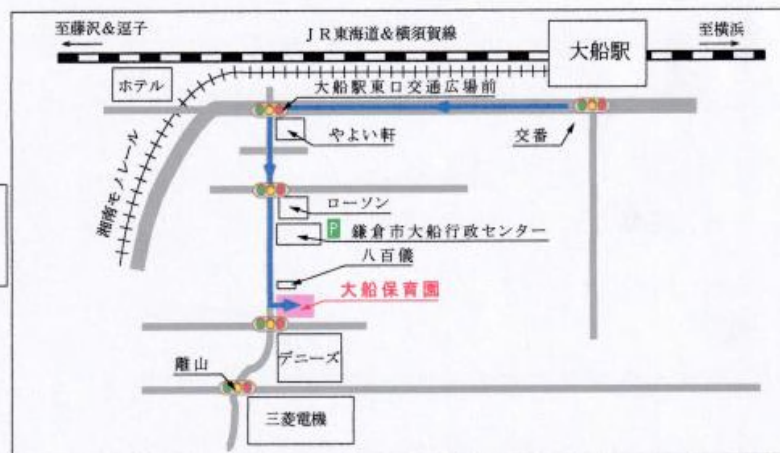 至藤沢&逗子
JR東海道&横須賀線
大船駅
至横浜
ホテル
大船駅東口交通広場前
やよい軒
交番
湘南モノレール
ローソン
P
鎌倉市大船行政センター
八百儀
大船保育園
デニーズ
離山
三菱電機